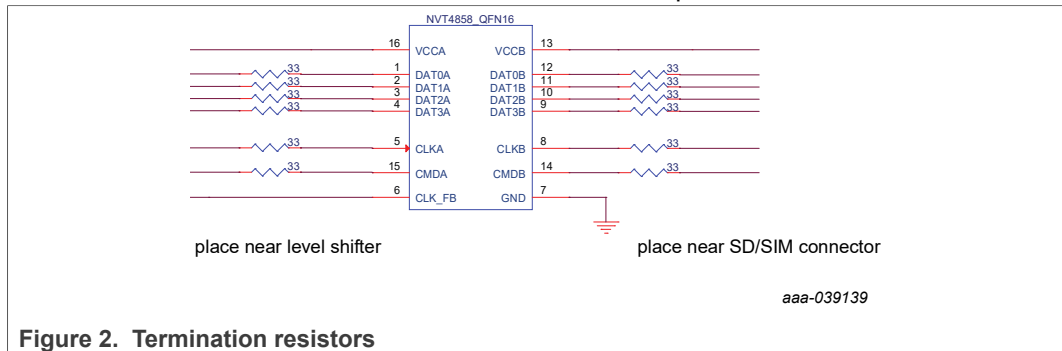 NVT4858_QFN16
16 VCCA VCCB 13
33 1 DAT0A DAT0B 12 33
33 2 DAT1A DAT1B 11 33
33 3 DAT2A DAT2B 10 33
33 4 DAT3A DAT3B 9 33
33 5 CLKA CLKB 8 33
33 15 CMDA CMDB 14 33
6 CLK_FB GND 7
place near level shifter place near SD/SIM connector
aaa-039139
Figure 2. Termination resistors